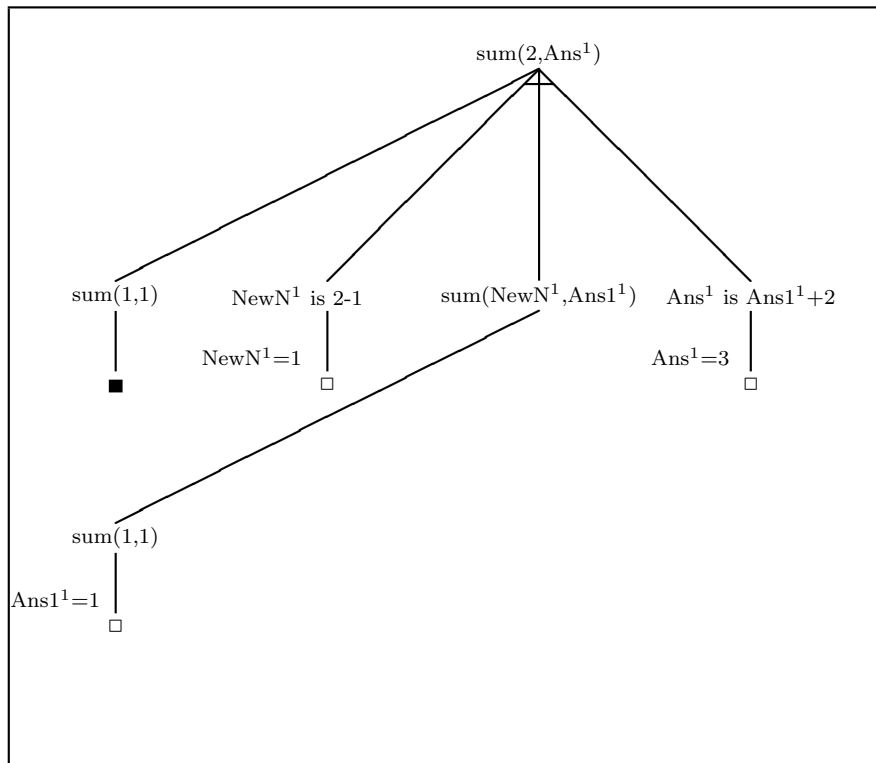 sum(2,Ans¹)
sum(1,1)
NewN¹ is 2-1
sum(NewN¹,Ans1¹)
Ans¹ is Ans1¹+2
NewN¹=1
Ans¹=3
sum(1,1)
Ans1¹=1